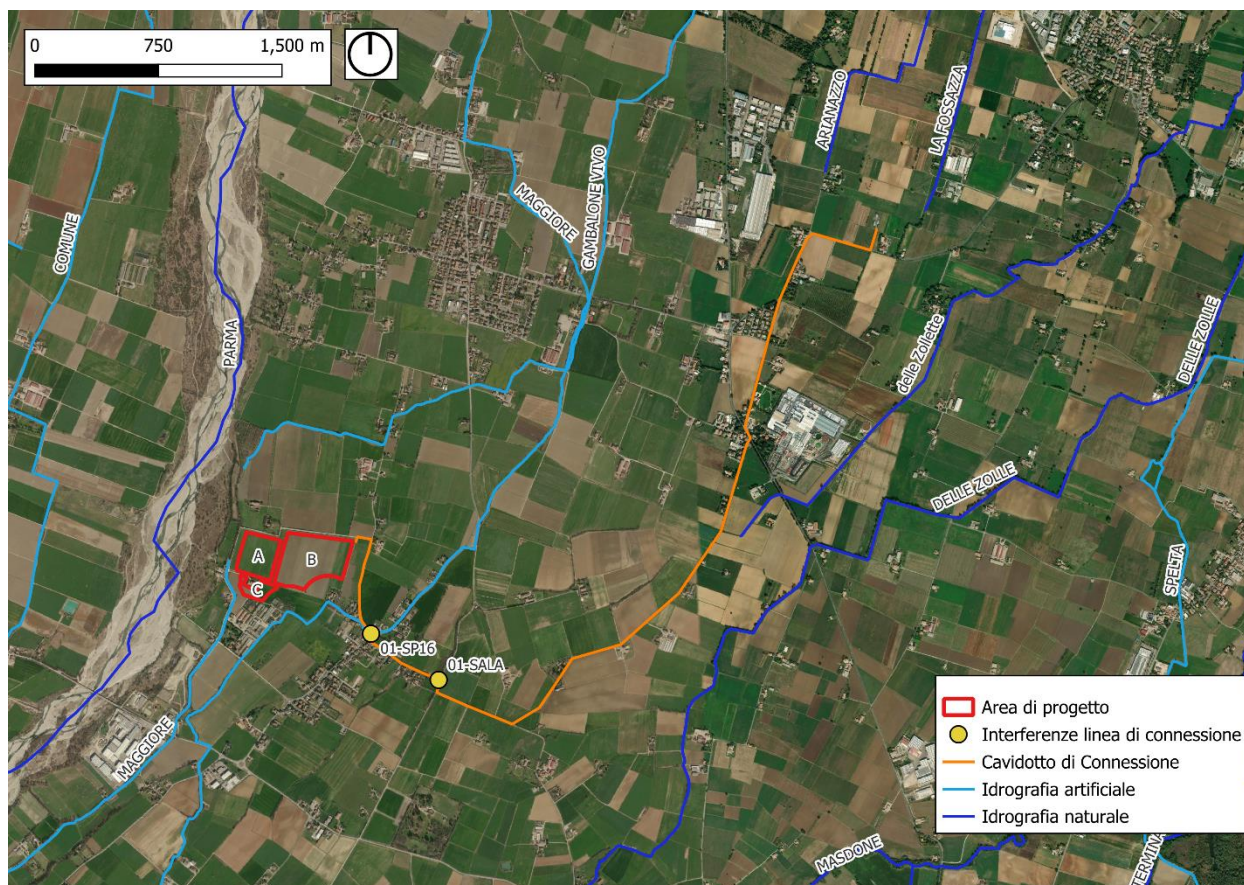 0 750 1,500 m
ARIANAZZO
LA FOSSAZZA
MAGGIORE
GAMBALONE VIVO
COMUNE
PARMA
delle Zollette
DELLE ZOLLE
DELLE ZOLLE
A
B
C
SPELTA
01-SP16
01-SALA
MAGGIORE
Area di progetto
Interferenze linea di connessione
Cavidotto di Connessione
Idrografia artificiale
Idrografia naturale
MASDONE
TERMINA